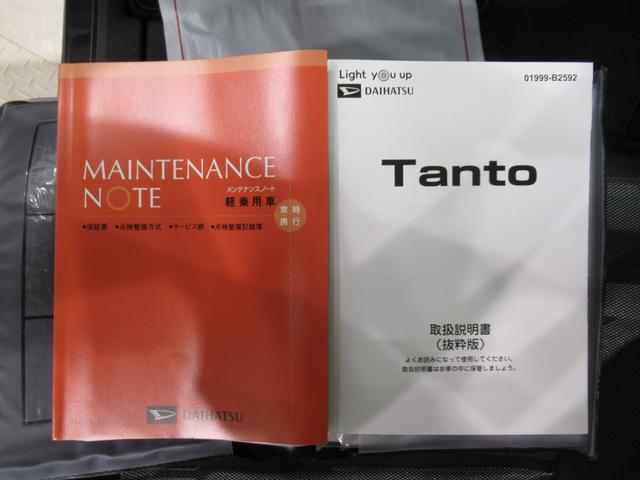 MAINTENANCE
NOTE
メンテナンスノート
軽乗用車
常時
携行
●保証書 ●点検整備方式 ●サービス網 ●点検整備記録簿
DAIHATSU
Light you up
DAIHATSU
01999-B2592
Tanto
取扱説明書
（抜粋版）
よくお読みになって使用してください。
取扱説明書はお車の中に保管しましょう。